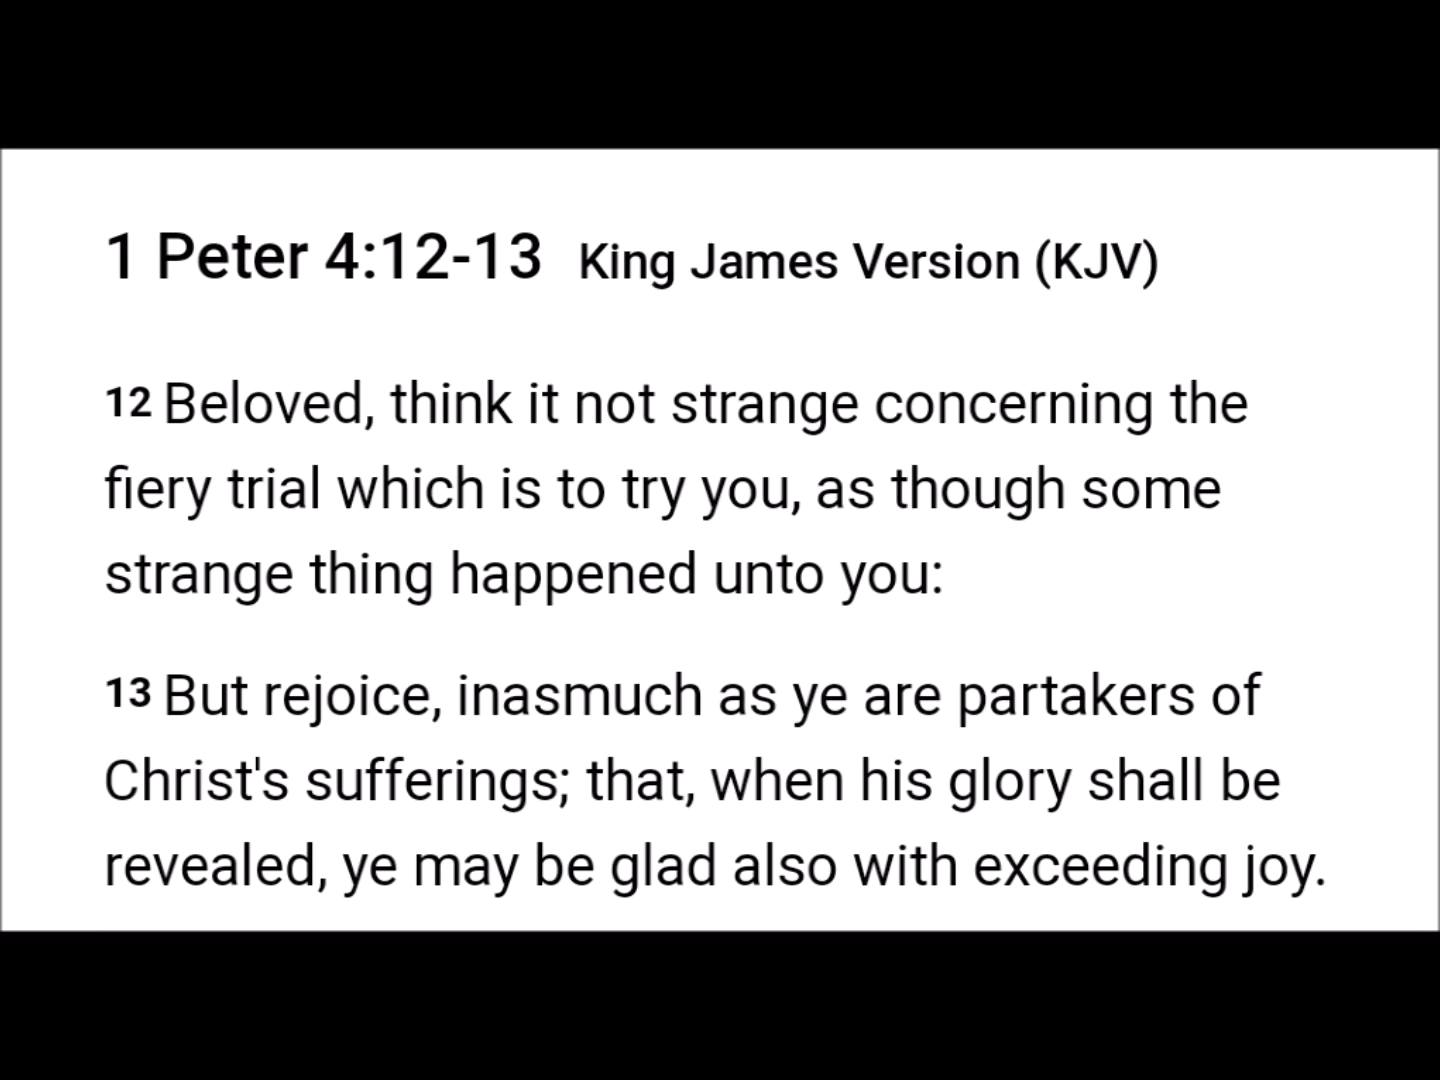 1 Peter 4:12-13 King James Version (KJV)
12 Beloved, think it not strange concerning the
fiery trial which is to try you, as though some
strange thing happened unto you:
13 But rejoice, inasmuch as ye are partakers of
Christ's sufferings; that, when his glory shall be
revealed, ye may be glad also with exceeding joy.